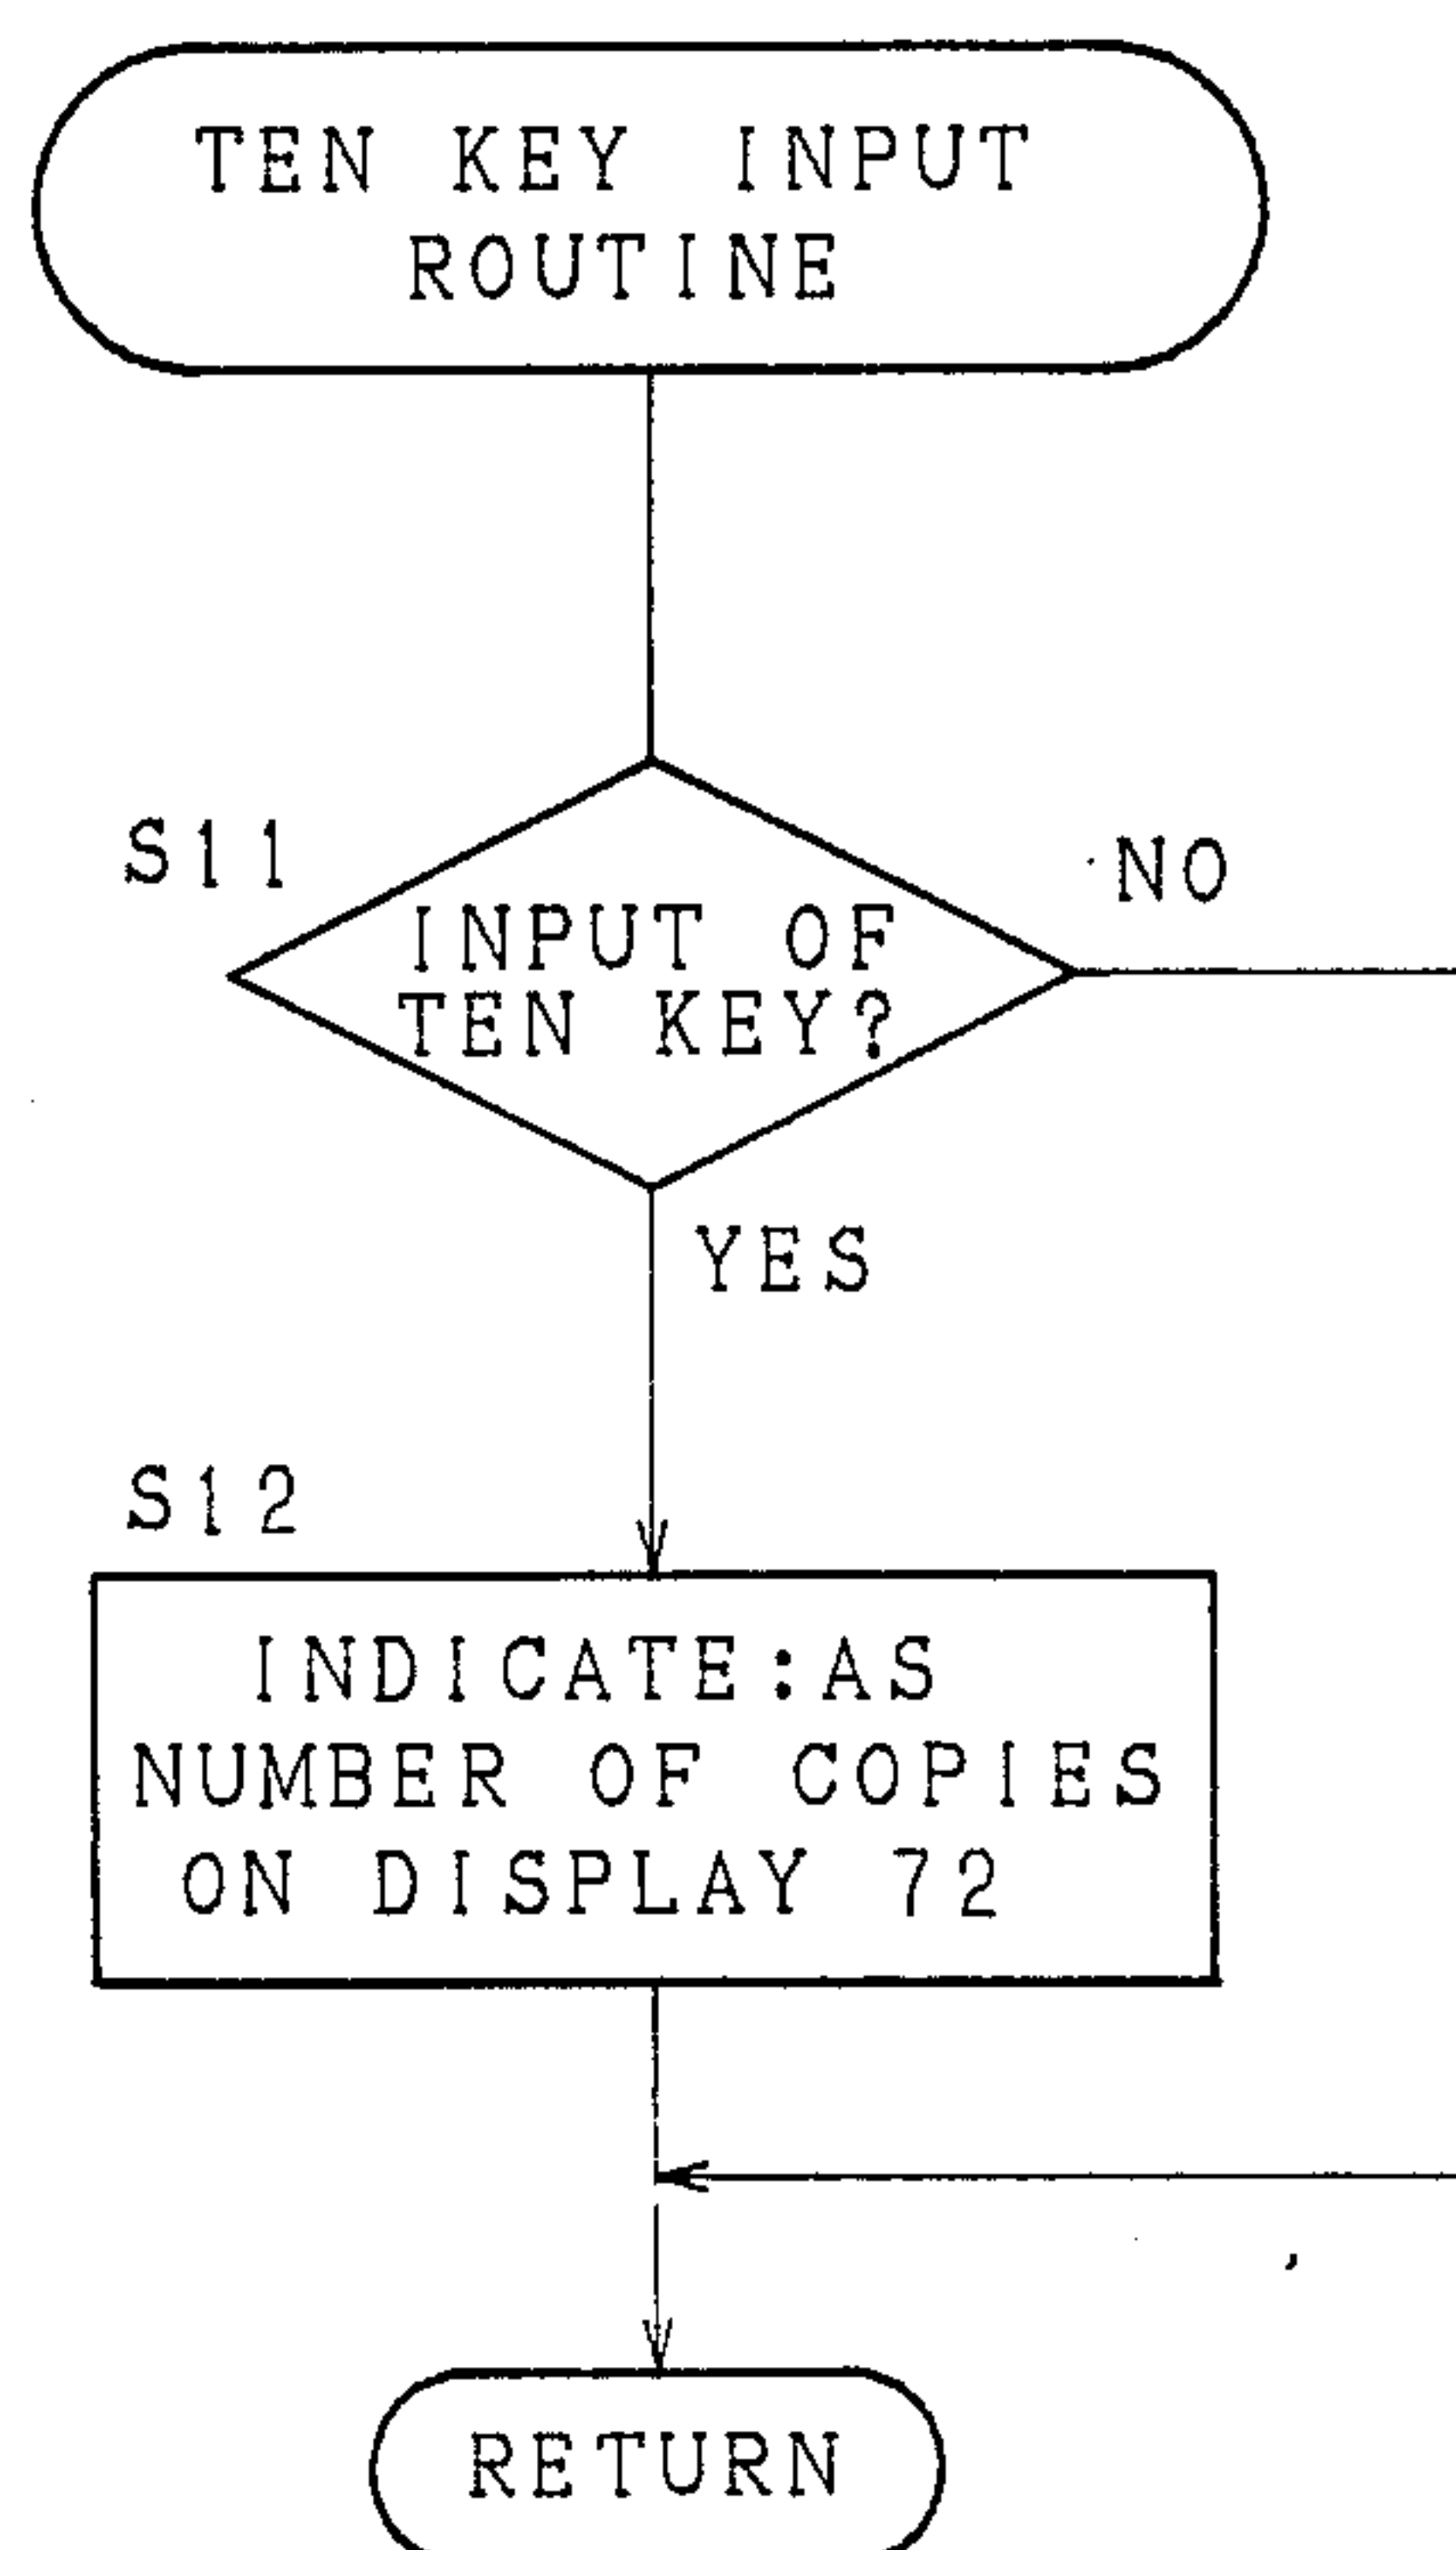 TEN KEY INPUT
ROUTINE
S11
NO
INPUT OF
TEN KEY?
YES
S12
INDICATE:AS
NUMBER OF COPIES
ON DISPLAY 72
RETURN